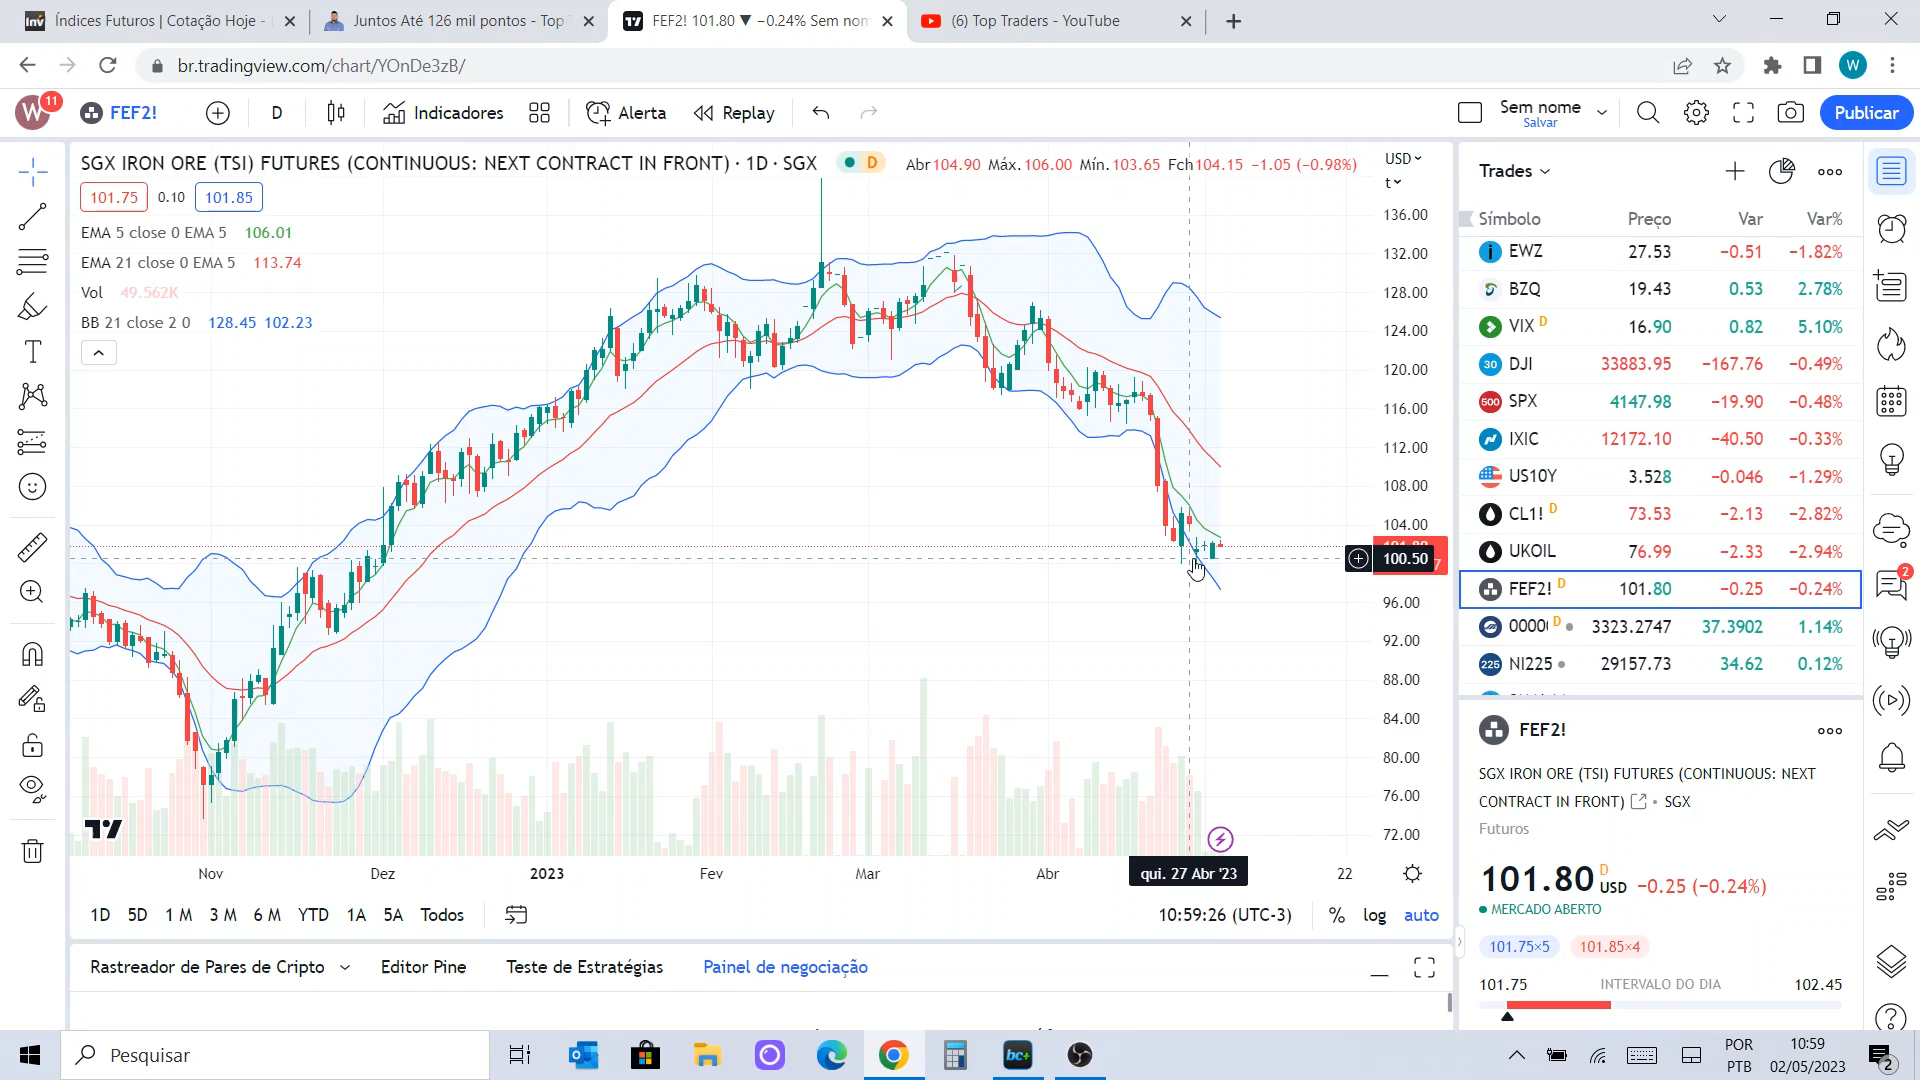 Índices Futuros | Cotação Hoje -
Juntos Até 126 mil pontos - Top
FEF2! 101.80 ▼ −0.24% Sem nom
(6) Top Traders - YouTube
br.tradingview.com/chart/YOnDe3zB/
W
W 11
FEF2!
D
Indicadores
Alerta
Replay
Sem nome
Salvar
Publicar
SGX IRON ORE (TSI) FUTURES (CONTINUOUS: NEXT CONTRACT IN FRONT) · 1D · SGX
D
Abr104.90 Máx.106.00 Mín.103.65 Fch104.15 −1.05 (−0.98%)
101.75 0.10 101.85
EMA 5 close 0 EMA 5 106.01
EMA 21 close 0 EMA 5 113.74
Vol 49.562K
BB 21 close 2 0 128.45 102.23
USD
t
136.00
132.00
128.00
124.00
120.00
116.00
112.00
108.00
104.00
100.50
96.00
92.00
88.00
84.00
80.00
76.00
72.00
Nov Dez 2023 Fev Mar Abr qui. 27 Abr '23 22
1D 5D 1 M 3 M 6 M YTD 1A 5A Todos
10:59:26 (UTC-3) % log auto
Rastreador de Pares de Cripto Editor Pine Teste de Estratégias Painel de negociação
Trades
Símbolo Preço Var Var%
EWZ 27.53 −0.51 −1.82%
BZQ 19.43 0.53 2.78%
VIX D 16.90 0.82 5.10%
30 DJI 33883.95 −167.76 −0.49%
500 SPX 4147.98 −19.90 −0.48%
IXIC 12172.10 −40.50 −0.33%
US10Y 3.528 −0.046 −1.29%
CL1! D 73.53 −2.13 −2.82%
UKOIL 76.99 −2.33 −2.94%
FEF2! D 101.80 −0.25 −0.24%
0000 D 3323.2747 37.3902 1.14%
225 NI225 29157.73 34.62 0.12%
FEF2!
SGX IRON ORE (TSI) FUTURES (CONTINUOUS: NEXT
CONTRACT IN FRONT) • SGX
Futuros
101.80 D USD −0.25 (−0.24%)
MERCADO ABERTO
101.75×5 101.85×4
101.75 INTERVALO DO DIA 102.45
2
Pesquisar
bc+
POR
PTB
10:59
02/05/2023
2